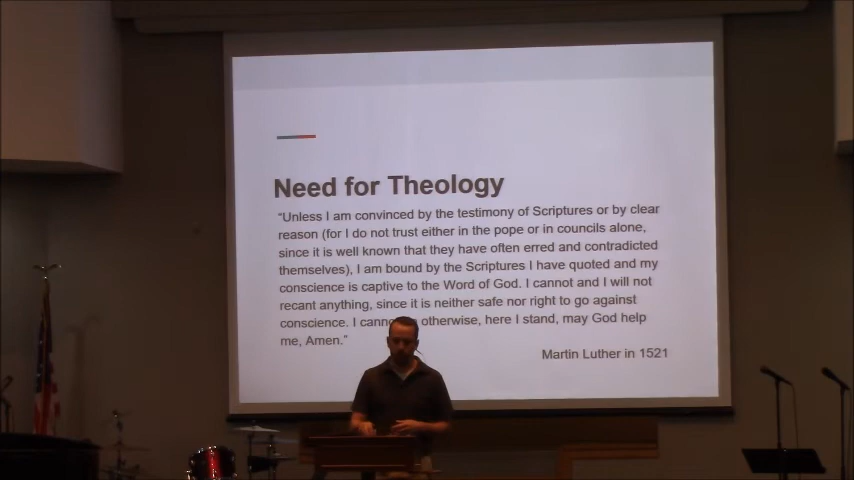 Need for Theology
“Unless I am convinced by the testimony of Scriptures or by clear
reason (for I do not trust either in the pope or in councils alone,
since it is well known that they have often erred and contradicted
themselves), I am bound by the Scriptures I have quoted and my
conscience is captive to the Word of God. I cannot and I will not
recant anything, since it is neither safe nor right to go against
conscience. I otherwise, here I stand, may God help
me, Amen.”
Martin Luther in 1521